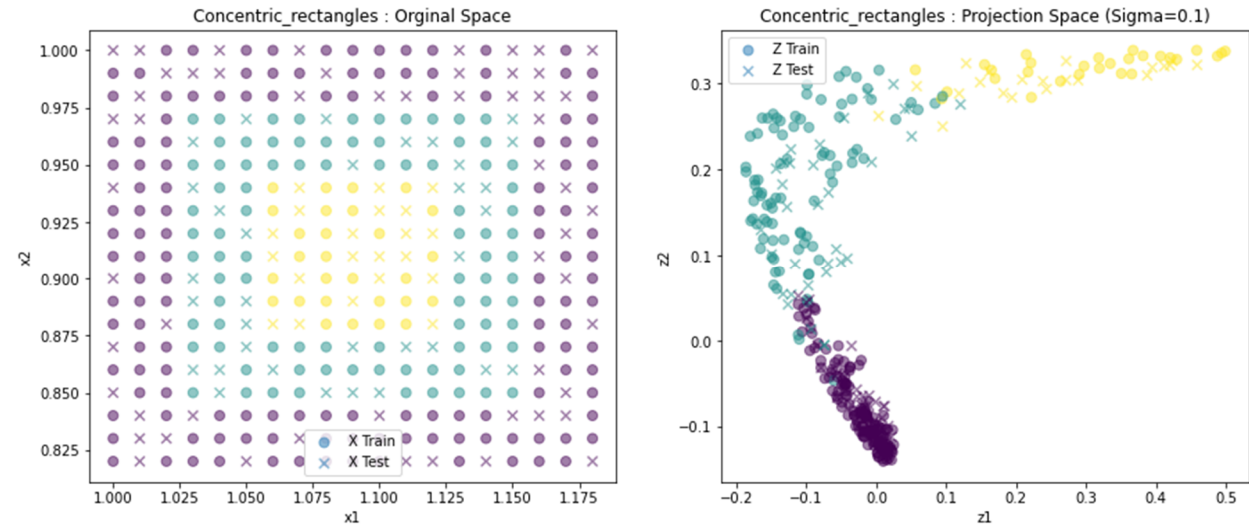 Concentric_rectangles : Orginal Space
1.000
0.975
0.950
0.925
0.900
0.875
0.850
0.825
x2
X Train
X Test
1.000 1.025 1.050 1.075 1.100 1.125 1.150 1.175
x1
Concentric_rectangles : Projection Space (Sigma=0.1)
Z Train
Z Test
0.3
0.2
0.1
0.0
−0.1
z2
−0.2 −0.1 0.0 0.1 0.2 0.3 0.4 0.5
z1